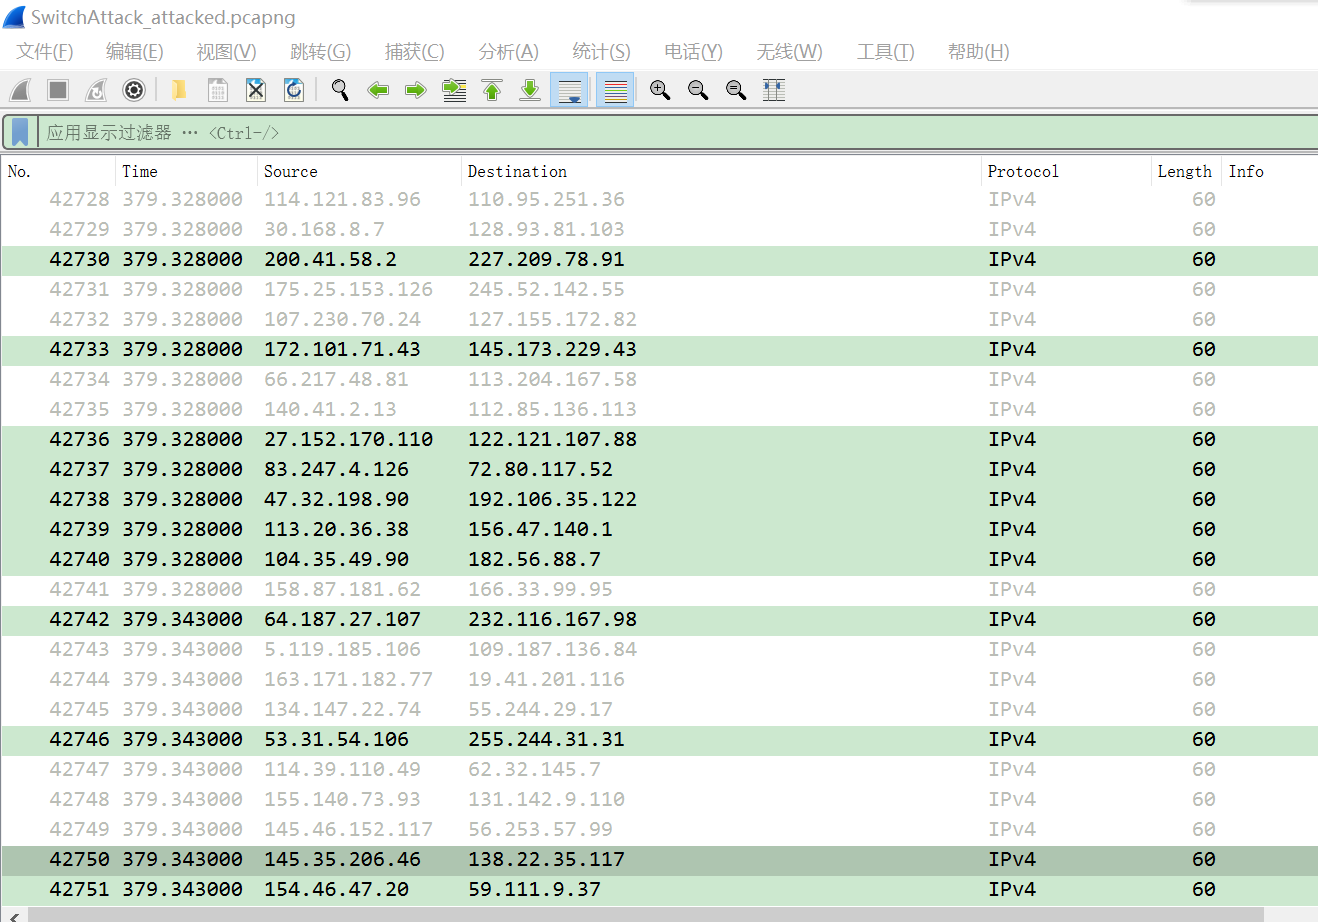 SwitchAttack_attacked.pcapng
文件(F) 编辑(E) 视图(V) 跳转(G) 捕获(C) 分析(A) 统计(S) 电话(Y) 无线(W) 工具(T) 帮助(H)
应用显示过滤器 … <Ctrl-/>
No. Time Source Destination Protocol Length Info
42728 379.328000 114.121.83.96 110.95.251.36 IPv4 60
42729 379.328000 30.168.8.7 128.93.81.103 IPv4 60
42730 379.328000 200.41.58.2 227.209.78.91 IPv4 60
42731 379.328000 175.25.153.126 245.52.142.55 IPv4 60
42732 379.328000 107.230.70.24 127.155.172.82 IPv4 60
42733 379.328000 172.101.71.43 145.173.229.43 IPv4 60
42734 379.328000 66.217.48.81 113.204.167.58 IPv4 60
42735 379.328000 140.41.2.13 112.85.136.113 IPv4 60
42736 379.328000 27.152.170.110 122.121.107.88 IPv4 60
42737 379.328000 83.247.4.126 72.80.117.52 IPv4 60
42738 379.328000 47.32.198.90 192.106.35.122 IPv4 60
42739 379.328000 113.20.36.38 156.47.140.1 IPv4 60
42740 379.328000 104.35.49.90 182.56.88.7 IPv4 60
42741 379.328000 158.87.181.62 166.33.99.95 IPv4 60
42742 379.343000 64.187.27.107 232.116.167.98 IPv4 60
42743 379.343000 5.119.185.106 109.187.136.84 IPv4 60
42744 379.343000 163.171.182.77 19.41.201.116 IPv4 60
42745 379.343000 134.147.22.74 55.244.29.17 IPv4 60
42746 379.343000 53.31.54.106 255.244.31.31 IPv4 60
42747 379.343000 114.39.110.49 62.32.145.7 IPv4 60
42748 379.343000 155.140.73.93 131.142.9.110 IPv4 60
42749 379.343000 145.46.152.117 56.253.57.99 IPv4 60
42750 379.343000 145.35.206.46 138.22.35.117 IPv4 60
42751 379.343000 154.46.47.20 59.111.9.37 IPv4 60